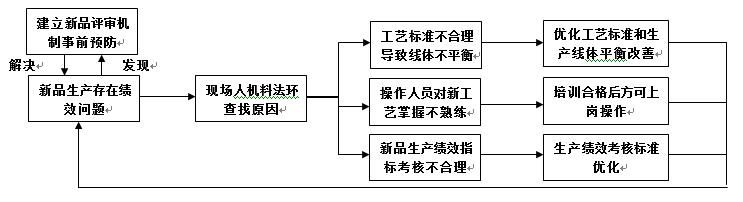 建立新品评审机
制事前预防
解决
发现
新品生产存在绩
效问题
现场人机料法环
查找原因
工艺标准不合理
导致线体不平衡
优化工艺标准和生
产线体平衡改善
操作人员对新工
艺掌握不熟练
培训合格后方可上
岗操作
新品生产绩效指
标考核不合理
生产绩效考核标准
优化